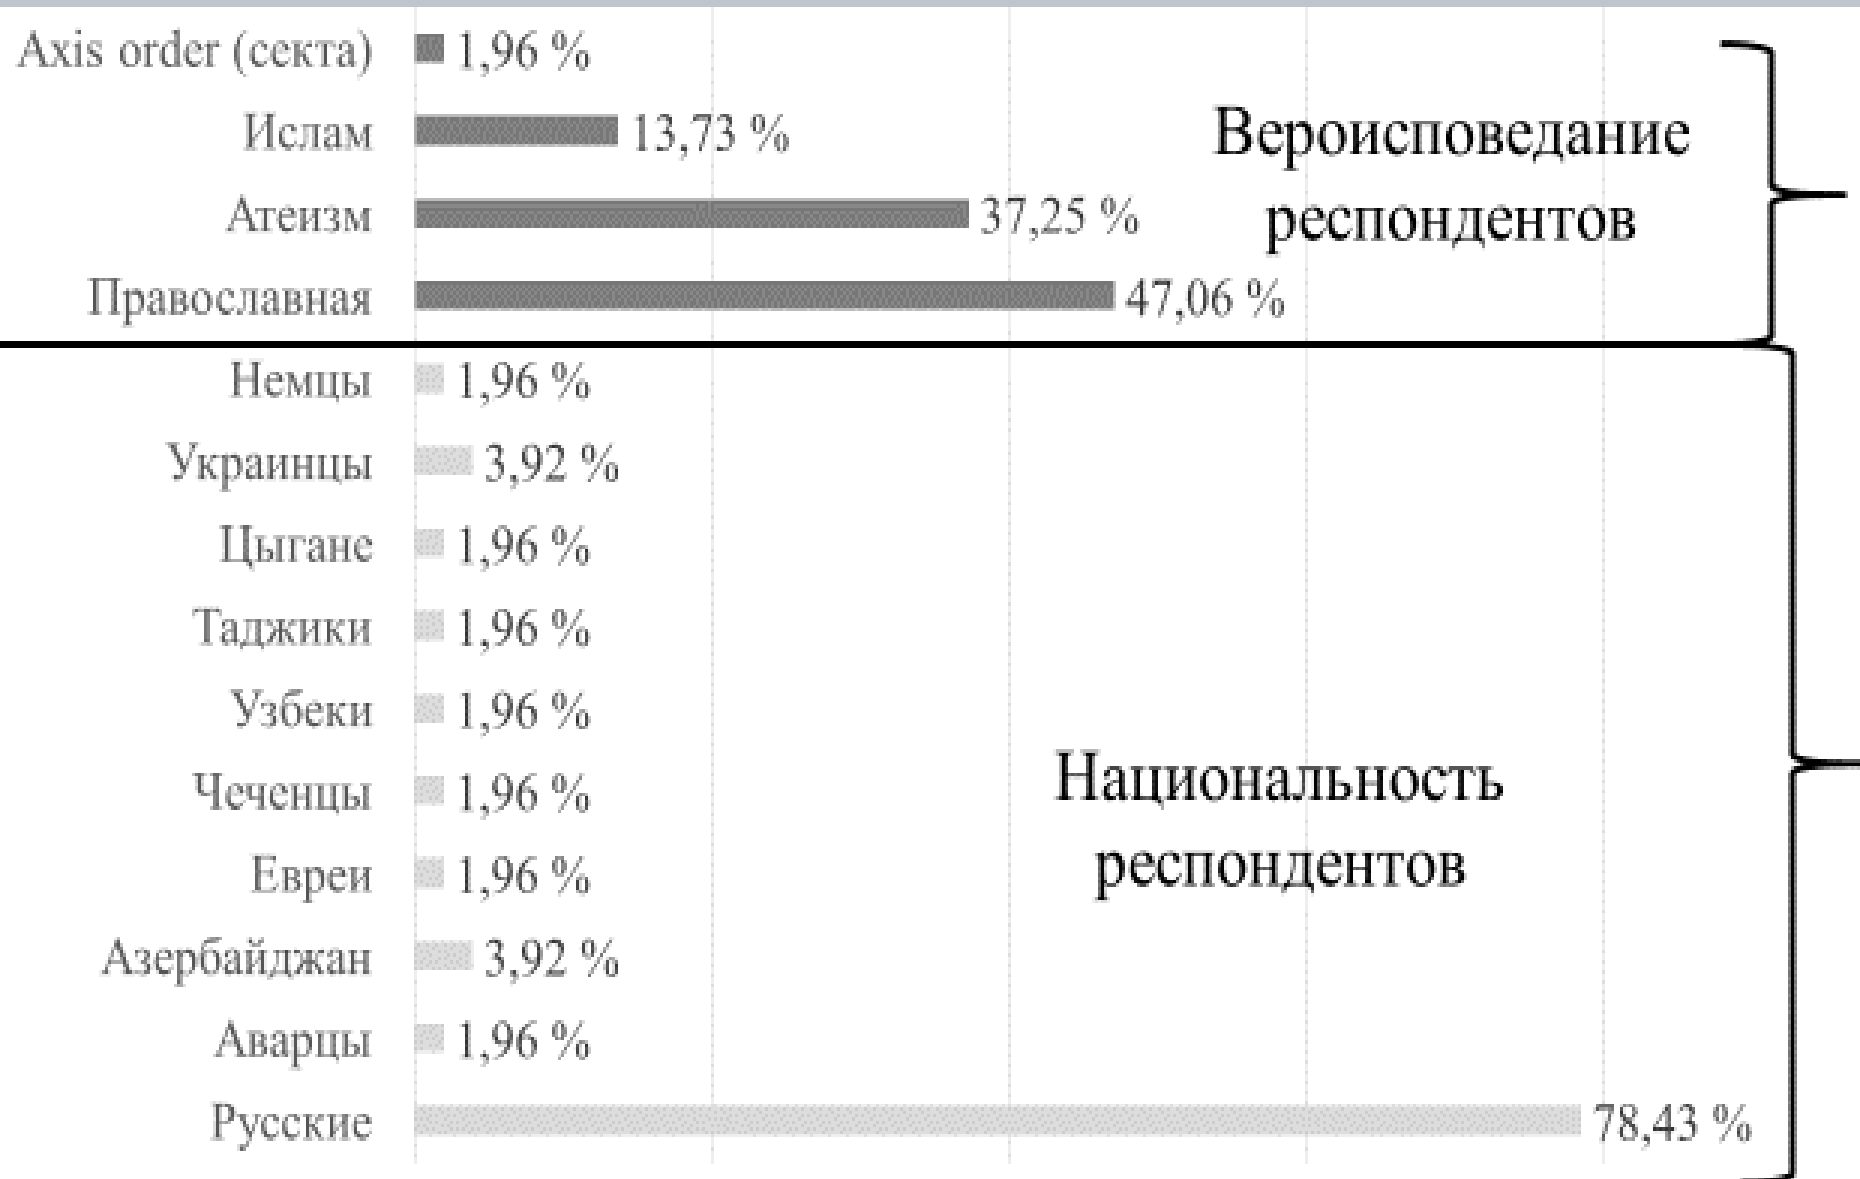 Axis order (секта) 1,96 %
Ислам 13,73 %
Атеизм 37,25 %
Православная 47,06 %
Вероисповедание
респондентов
Немцы 1,96 %
Украинцы 3,92 %
Цыгане 1,96 %
Таджики 1,96 %
Узбеки 1,96 %
Чеченцы 1,96 %
Евреи 1,96 %
Азербайджан 3,92 %
Аварцы 1,96 %
Русские 78,43 %
Национальность
респондентов